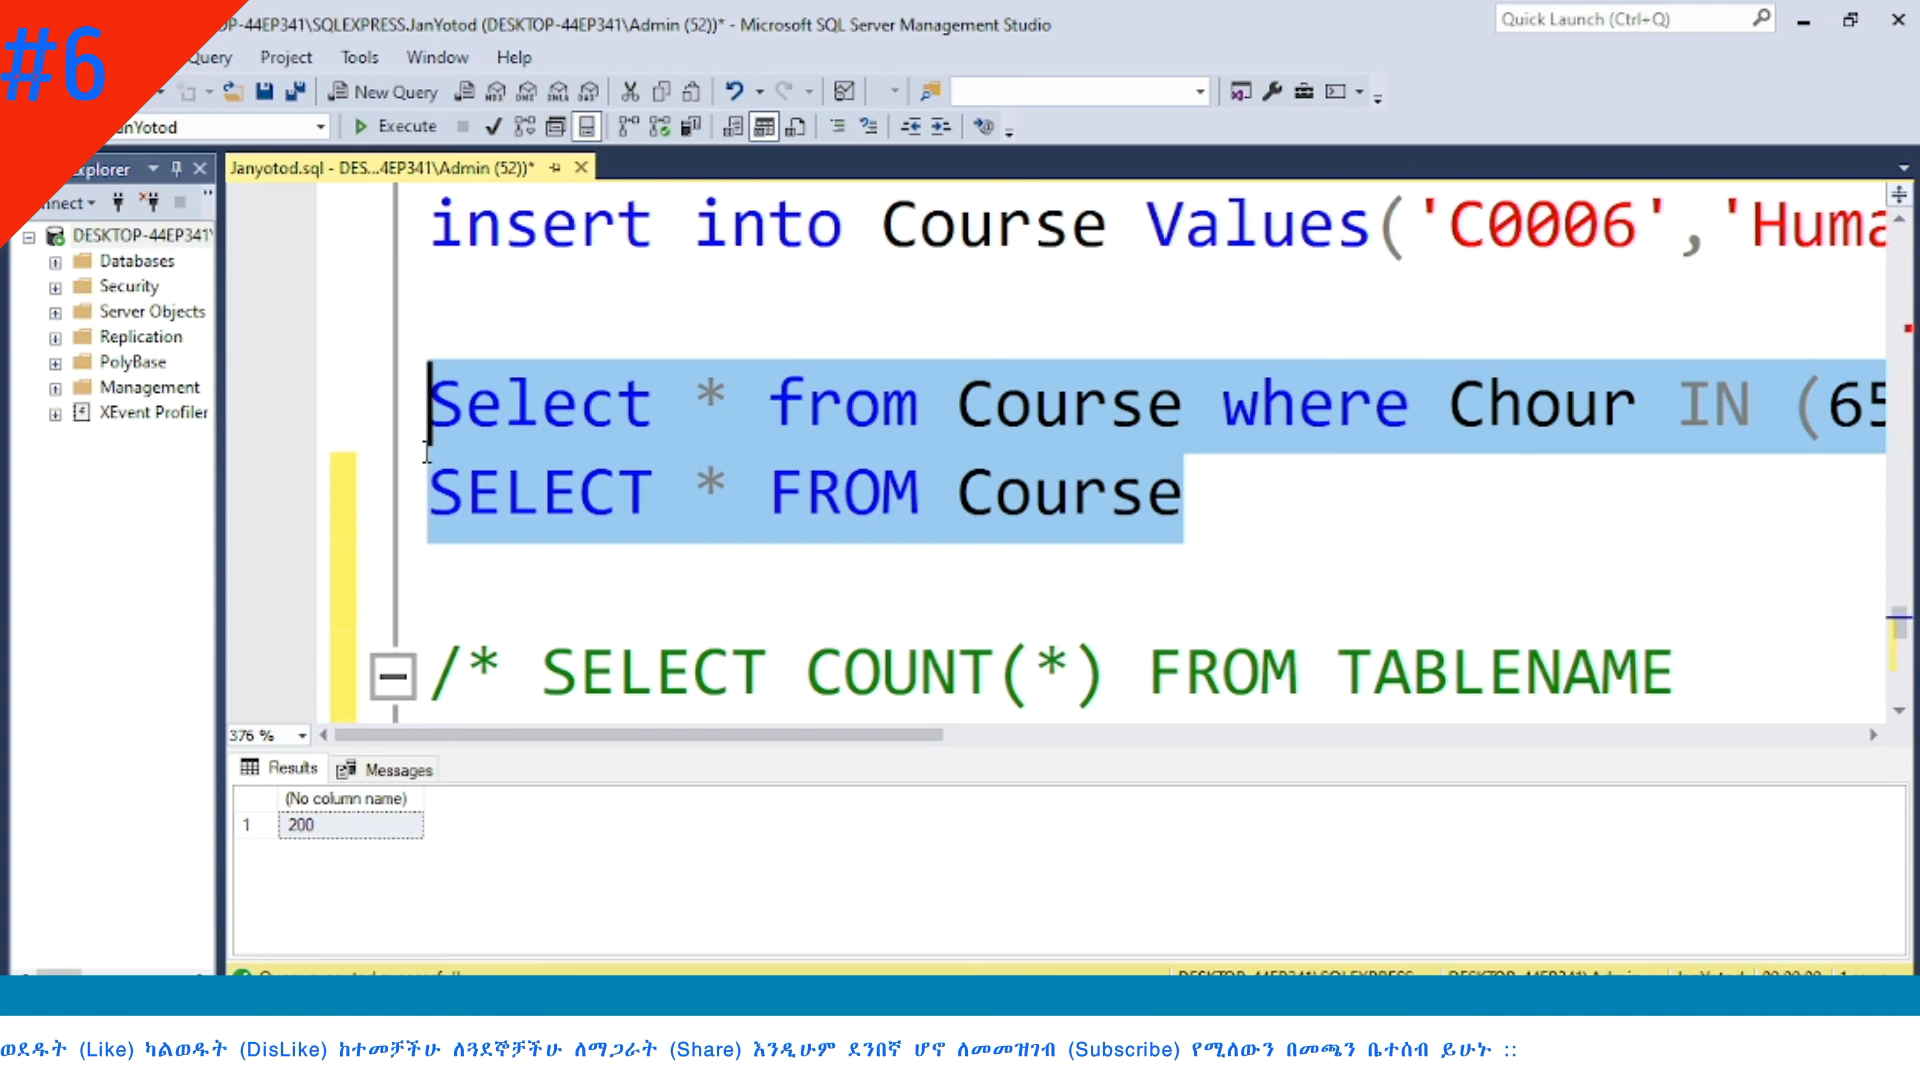 #6
P-44EP341\SQLEXPRESS.JanYotod (DESKTOP-44EP341\Admin (52))* - Microsoft SQL Server Management Studio
Quick Launch (Ctrl+Q)
Query Project Tools Window Help
New Query
anYotod
Execute
xplorer
Janyotod.sql - DES...4EP341\Admin (52))*
nnect
DESKTOP-44EP341\
Databases
Security
Server Objects
Replication
PolyBase
Management
XEvent Profiler
insert into Course Values('C0006','Huma
Select * from Course where Chour IN (65
SELECT * FROM Course
/* SELECT COUNT(*) FROM TABLENAME
376 %
Results Messages
(No column name)
1 200
ወደዱት (Like) ካልወዱት (DisLike) ከተመቻችሁ ለጓደኞቻችሁ ለማጋራት (Share) እንዲሁም ደንበኛ ሆኖ ለመመዝገብ (Subscribe) የሚለውን በመጫን ቤተሰብ ይሁኑ ::